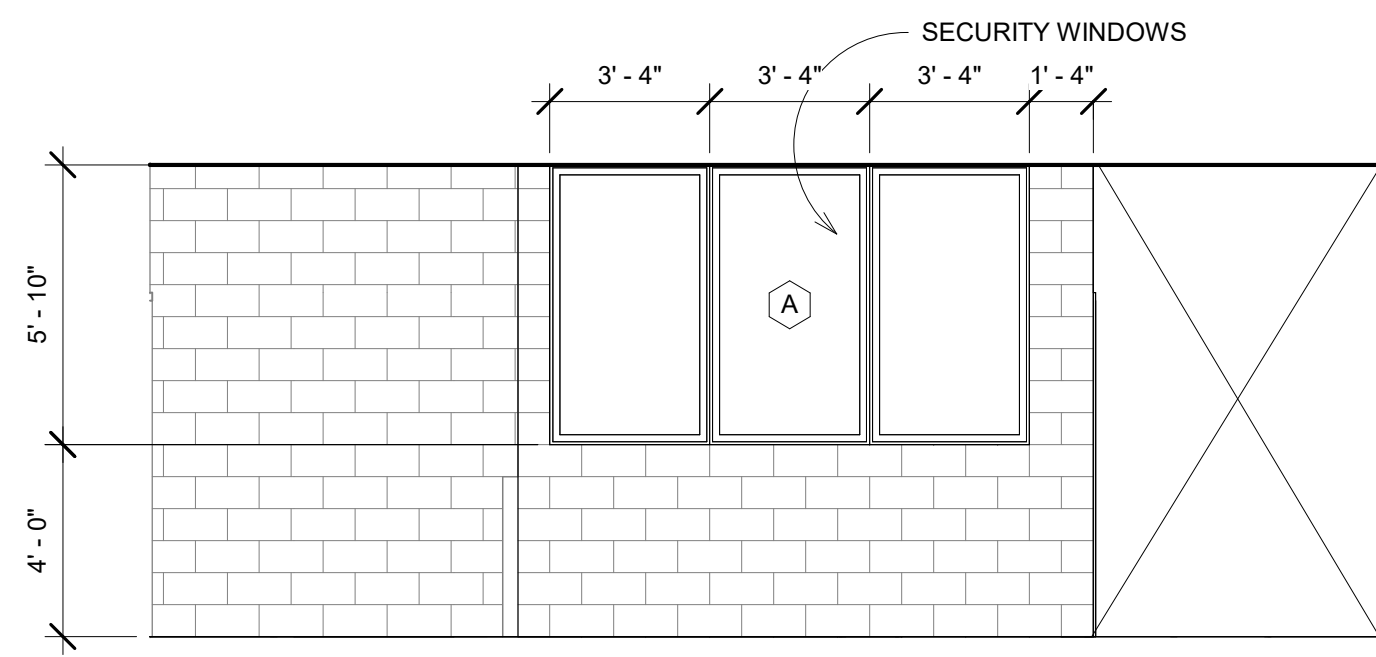 SECURITY WINDOWS
3' - 4"
3' - 4"
3' - 4"
1' - 4"
5' - 10"
A
4' - 0"